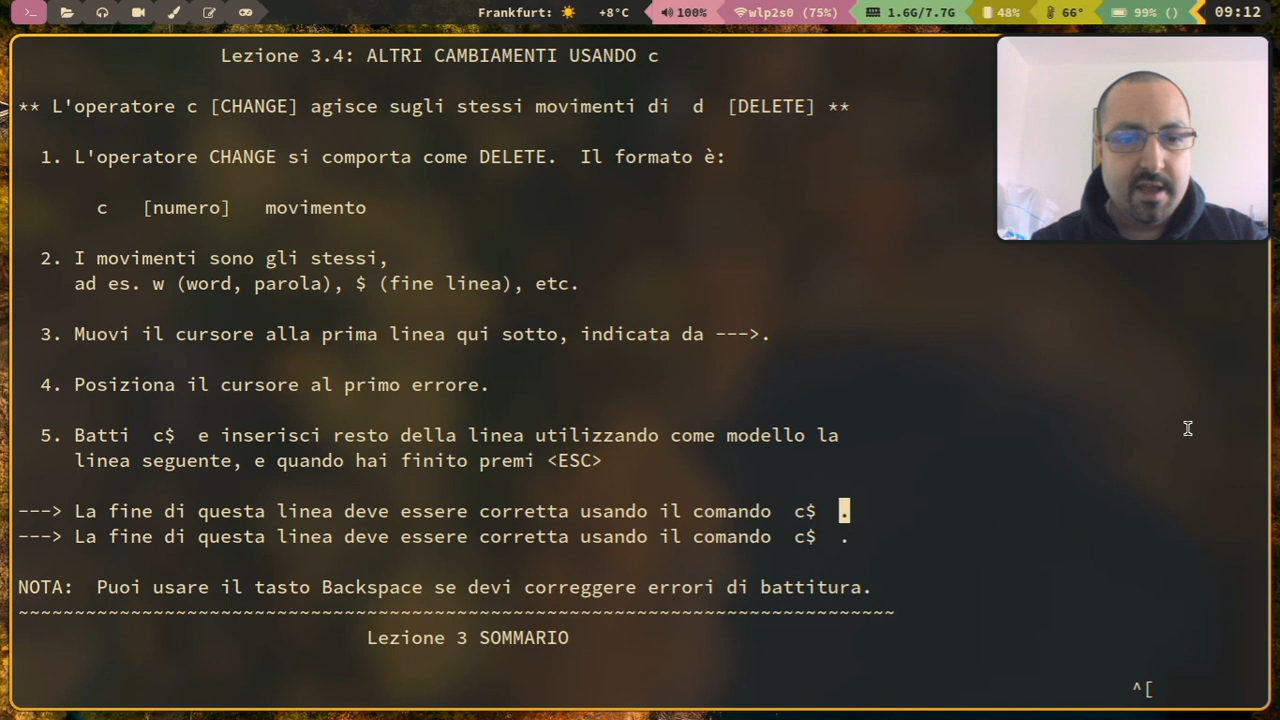 Frankfurt: +8°C 100% wlp2s0 (75%) 1.6G/7.7G 48% 66° 99% () 09:12
Lezione 3.4: ALTRI CAMBIAMENTI USANDO c
** L'operatore c [CHANGE] agisce sugli stessi movimenti di d [DELETE] **
1. L'operatore CHANGE si comporta come DELETE. Il formato è:
c [numero] movimento
2. I movimenti sono gli stessi,
ad es. w (word, parola), $ (fine linea), etc.
3. Muovi il cursore alla prima linea qui sotto, indicata da --->.
4. Posiziona il cursore al primo errore.
5. Batti c$ e inserisci resto della linea utilizzando come modello la
linea seguente, e quando hai finito premi <ESC>
---> La fine di questa linea deve essere corretta usando il comando c$ .
---> La fine di questa linea deve essere corretta usando il comando c$ .
NOTA: Puoi usare il tasto Backspace se devi correggere errori di battitura.
~~~~~~~~~~~~~~~~~~~~~~~~~~~~~~~~~~~~~~~~~~~~~~~~~~~~~~~~~~~~~~~~~~~~~~~~~~~~~~
Lezione 3 SOMMARIO
^[